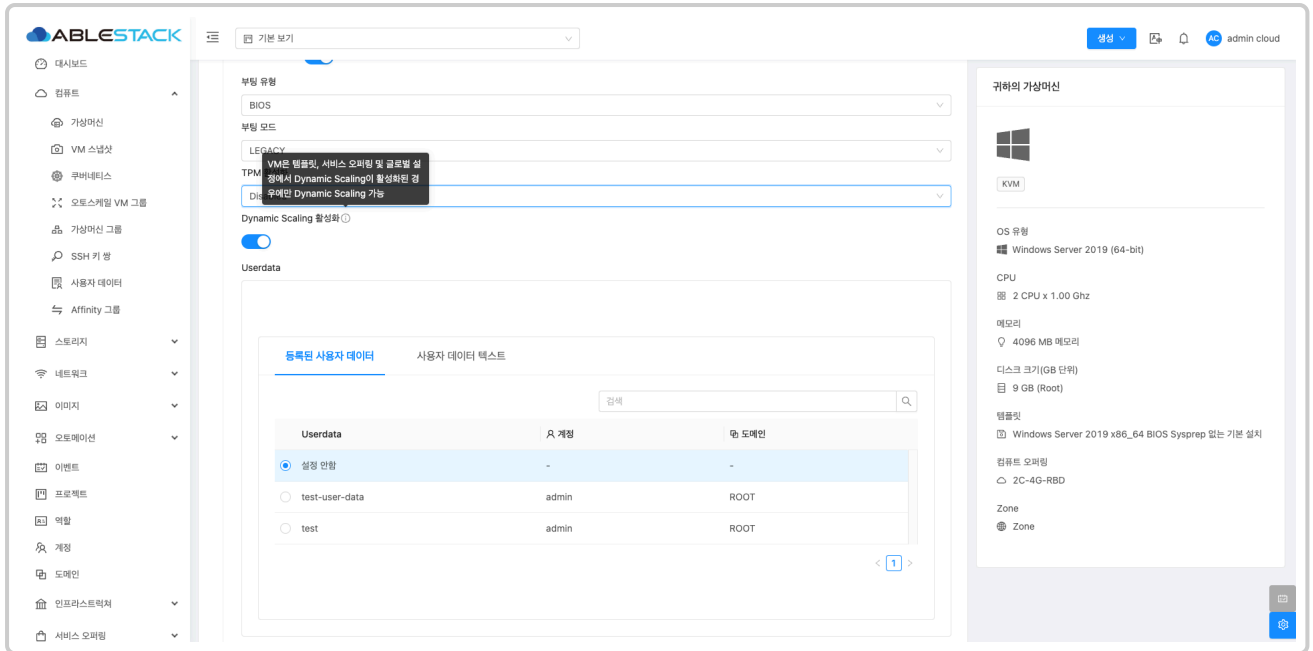 ABLESTACK
기본 보기
생성
AC
admin cloud
대시보드
컴퓨트
가상머신
VM 스냅샷
쿠버네티스
오토스케일 VM 그룹
가상머신 그룹
SSH 키 쌍
사용자 데이터
Affinity 그룹
스토리지
네트워크
이미지
오토메이션
이벤트
프로젝트
역할
계정
도메인
인프라스트럭쳐
서비스 오퍼링
부팅 유형
BIOS
부팅 모드
LEGACY
VM은 템플릿, 서비스 오퍼링 및 글로벌 설
정에서 Dynamic Scaling이 활성화된 경
우에만 Dynamic Scaling 가능
TPM
Dis
Dynamic Scaling 활성화
Userdata
등록된 사용자 데이터
사용자 데이터 텍스트
검색
Userdata 계정 도메인
설정 안함 - -
test-user-data admin ROOT
test admin ROOT
< 1 >
귀하의 가상머신
KVM
OS 유형
Windows Server 2019 (64-bit)
CPU
2 CPU x 1.00 Ghz
메모리
4096 MB 메모리
디스크 크기(GB 단위)
9 GB (Root)
템플릿
Windows Server 2019 x86_64 BIOS Sysprep 없는 기본 설치
컴퓨트 오퍼링
2C-4G-RBD
Zone
Zone